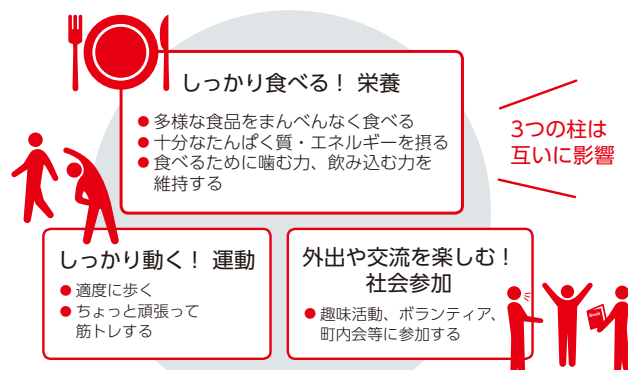 しっかり食べる！ 栄養
●多様な食品をまんべんなく食べる
●十分なたんぱく質・エネルギーを摂る
●食べるために噛む力、飲み込む力を
維持する
3つの柱は
互いに影響
しっかり動く！ 運動
●適度に歩く
●ちょっと頑張って
筋トレする
外出や交流を楽しむ！
社会参加
●趣味活動、ボランティア、
町内会等に参加する
Book